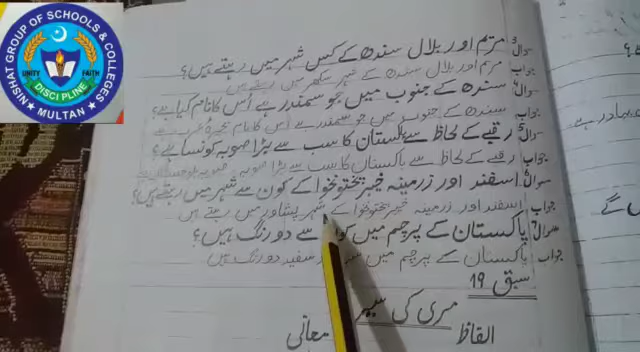 NISHAT GROUP OF SCHOOLS & COLLEGES
UNITY FAITH
DISCIPLINE
MULTAN
سوال مریم اور بلال سندھ کے کس شہر میں رہتے ہیں؟
جواب مریم اور بلال سندھ کے شہر سکھر میں رہتے ہیں
سوال سندھ کے جنوب میں جو سمندر ہے اُس کا نام کیا ہے؟
جواب سندھ کے جنوب میں جو سمندر ہے اُس کا نام بحیرۂ عرب ہے
سوال رقبے کے لحاظ سے پاکستان کا سب سے بڑا صوبہ کونسا ہے؟
جواب رقبے کے لحاظ سے پاکستان کا سب سے بڑا صوبہ صوبہ بلوچستان ہے
سوال اسفند اور زرمینہ خیبر پختونخوا کے کون سے شہر میں رہتے ہیں؟
جواب اسفند اور زرمینہ خیبر پختونخوا کے شہر پشاور میں رہتے ہیں
سوال پاکستان کے پرچم میں کون سے دو رنگ ہیں؟
جواب پاکستان کے پرچم میں سفید دو رنگ ہیں
سبق 19
مری کی سیر
الفاظ معانی